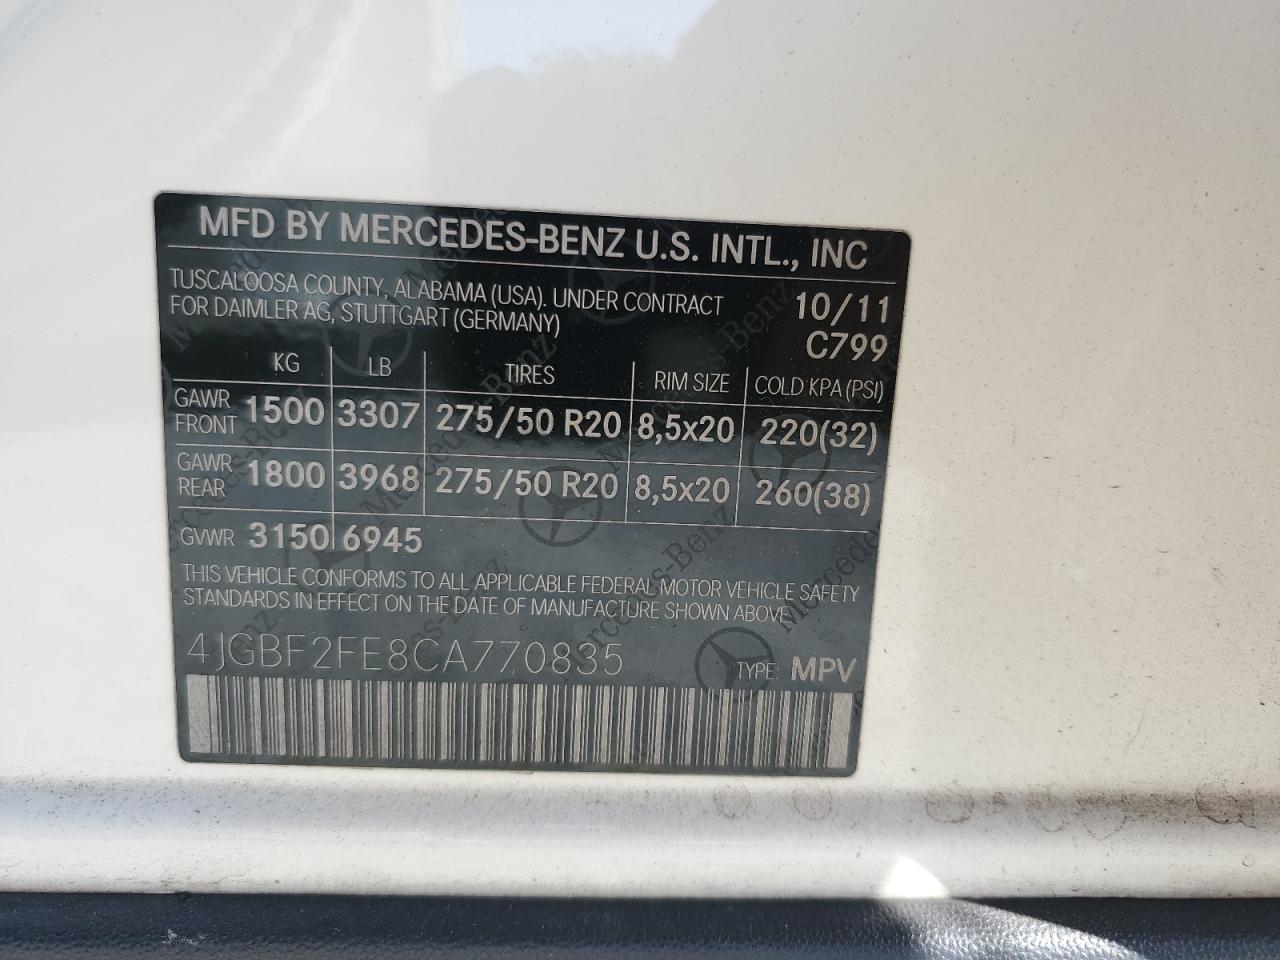 MFD BY MERCEDES-BENZ U.S. INTL., INC
TUSCALOOSA COUNTY, ALABAMA (USA). UNDER CONTRACT 10/11
FOR DAIMLER AG, STUTTGART (GERMANY) C799
KG LB TIRES RIM SIZE COLD KPA (PSI)
GAWR FRONT 1500 3307 275/50 R20 8,5x20 220(32)
GAWR REAR 1800 3968 275/50 R20 8,5x20 260(38)
GVWR 3150 6945
THIS VEHICLE CONFORMS TO ALL APPLICABLE FEDERAL MOTOR VEHICLE SAFETY
STANDARDS IN EFFECT ON THE DATE OF MANUFACTURE SHOWN ABOVE
4JGBF2FE8CA770835 TYPE: MPV